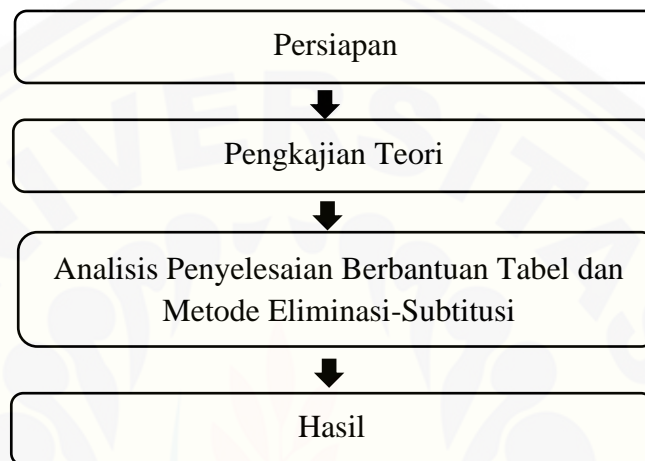 Persiapan
Pengkajian Teori
Analisis Penyelesaian Berbantuan Tabel dan
Metode Eliminasi-Subtitusi
Hasil